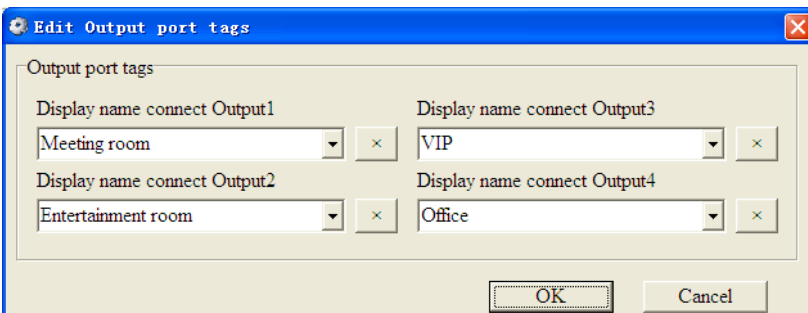 Edit Output port tags
Output port tags
Display name connect Output1
Display name connect Output3
Meeting room
×
VIP
×
Display name connect Output2
Display name connect Output4
Entertainment room
×
Office
×
OK
Cancel